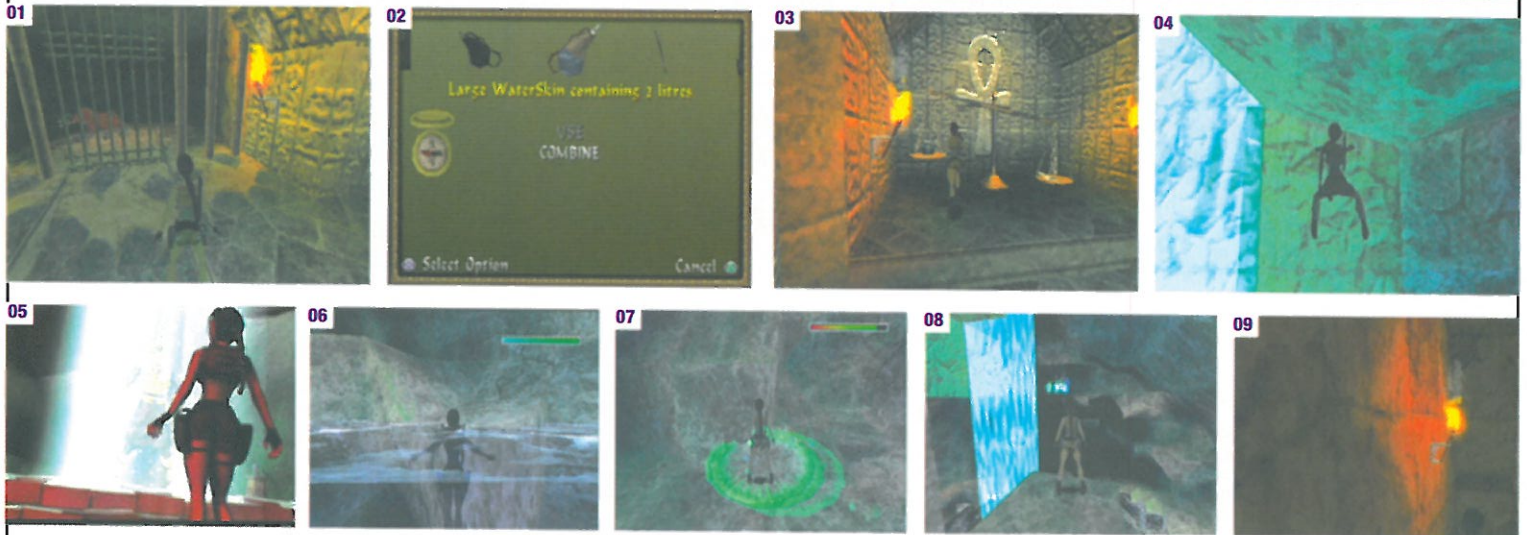 01
02
03
04
Large WaterSkin containing 2 litres
USE
COMBINE
Select Option
Cancel
05
06
07
08
09